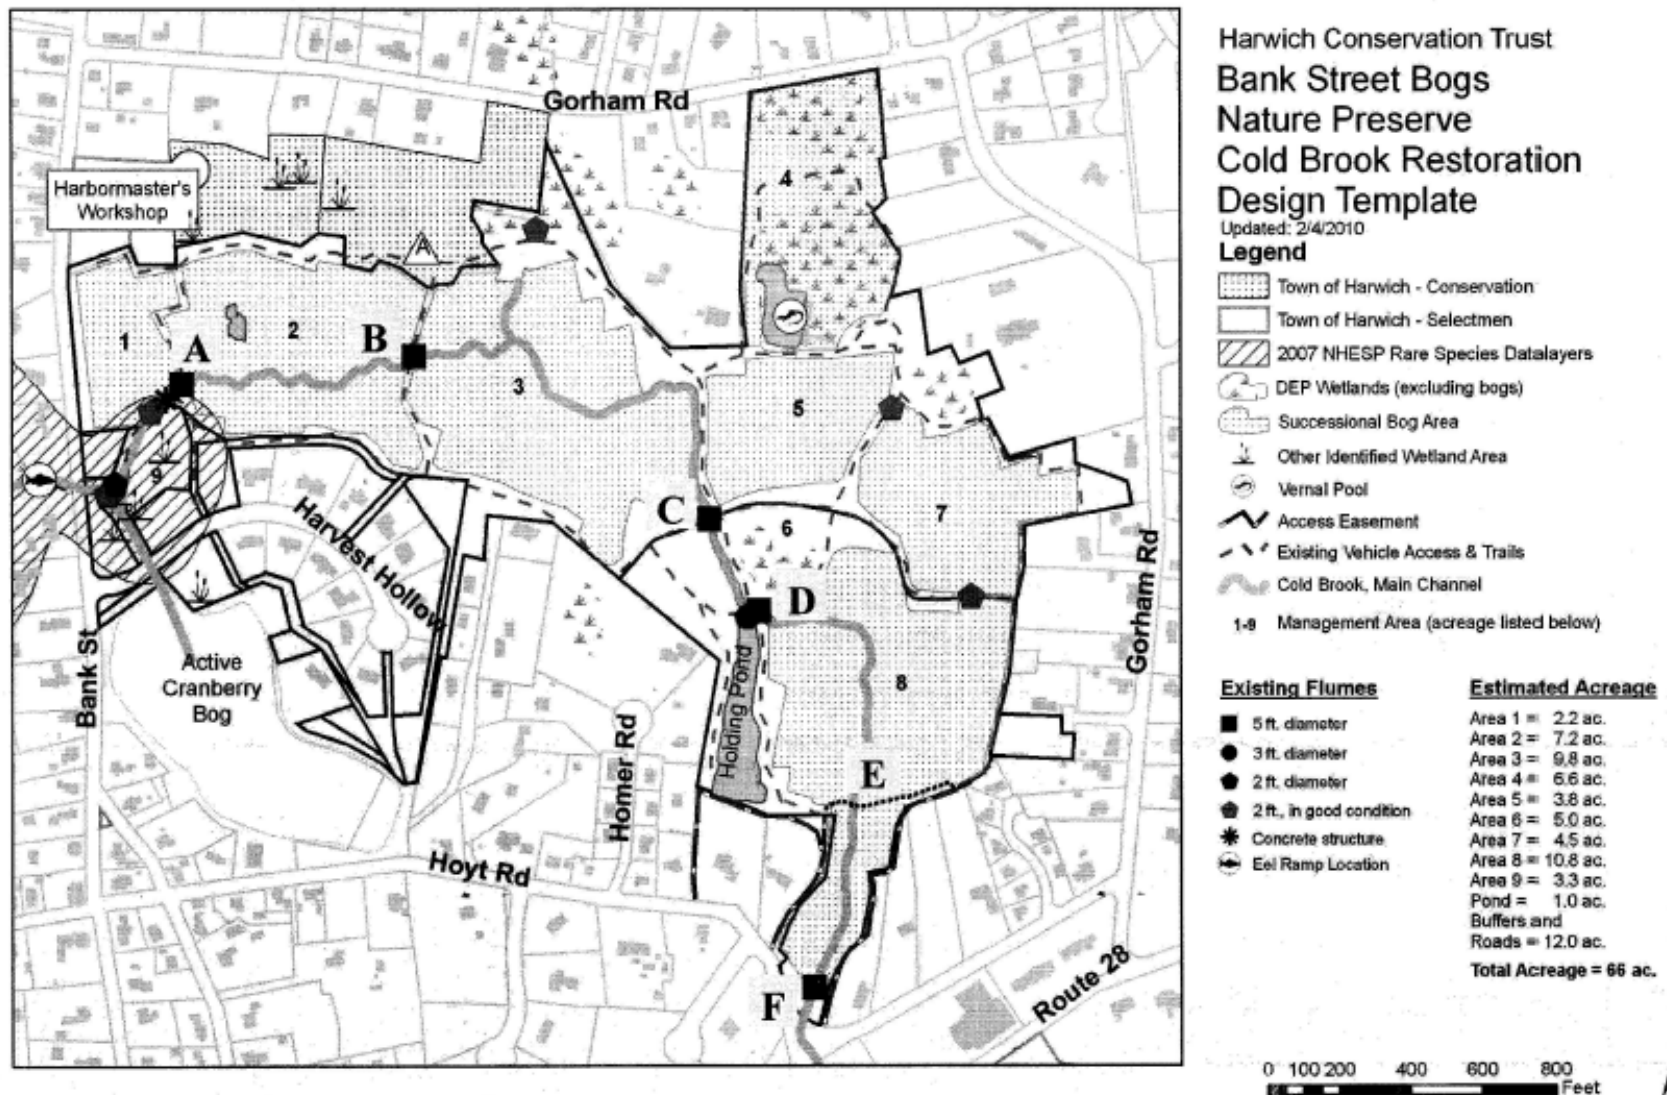 Harwich Conservation Trust
Bank Street Bogs
Nature Preserve
Cold Brook Restoration
Design Template
Updated: 2/4/2010
Legend
Town of Harwich - Conservation
Town of Harwich - Selectmen
2007 NHESP Rare Species Datalayers
DEP Wetlands (excluding bogs)
Successional Bog Area
Other Identified Wetland Area
Vernal Pool
Access Easement
Existing Vehicle Access & Trails
Cold Brook, Main Channel
1-9 Management Area (acreage listed below)
Existing Flumes
5 ft. diameter
3 ft. diameter
2 ft. diameter
2 ft., in good condition
Concrete structure
Eel Ramp Location
Estimated Acreage
Area 1 = 2.2 ac.
Area 2 = 7.2 ac.
Area 3 = 9.8 ac.
Area 4 = 6.6 ac.
Area 5 = 3.8 ac.
Area 6 = 5.0 ac.
Area 7 = 4.5 ac.
Area 8 = 10.8 ac.
Area 9 = 3.3 ac.
Pond = 1.0 ac.
Buffers and
Roads = 12.0 ac.
Total Acreage = 66 ac.
0 100 200 400 600 800
Feet
Gorham Rd
Harbormaster's
Workshop
A
4
1
2
3
5
A
B
C
6
7
9
Harvest Hollow
D
8
E
F
Holding Pond
Homer Rd
Gorham Rd
Bank St
Active
Cranberry
Bog
Hoyt Rd
Route 28